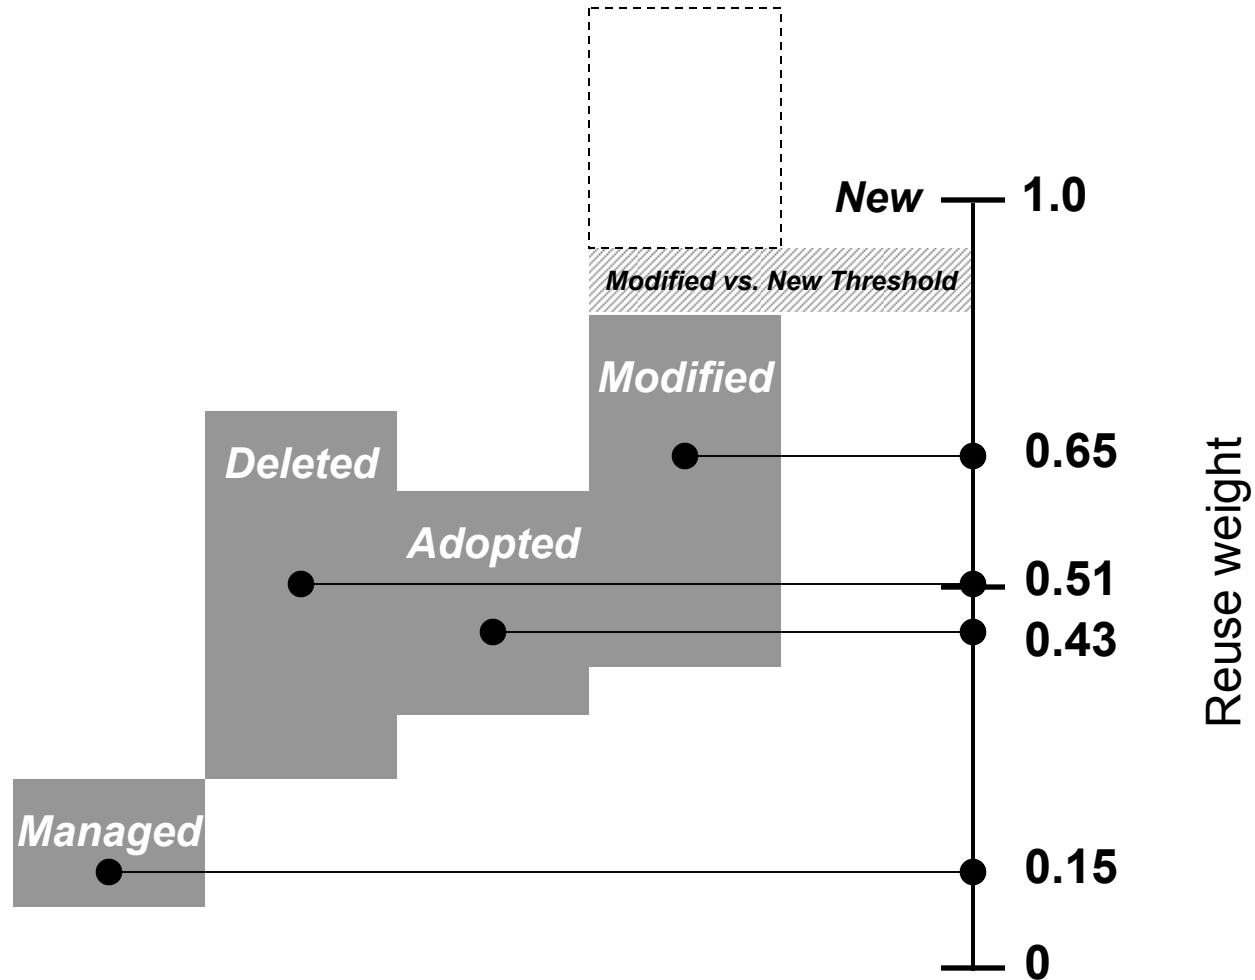 New
1.0
Modified vs. New Threshold
Modified
0.65
Deleted
Adopted
0.51
0.43
Managed
0.15
0
Reuse weight